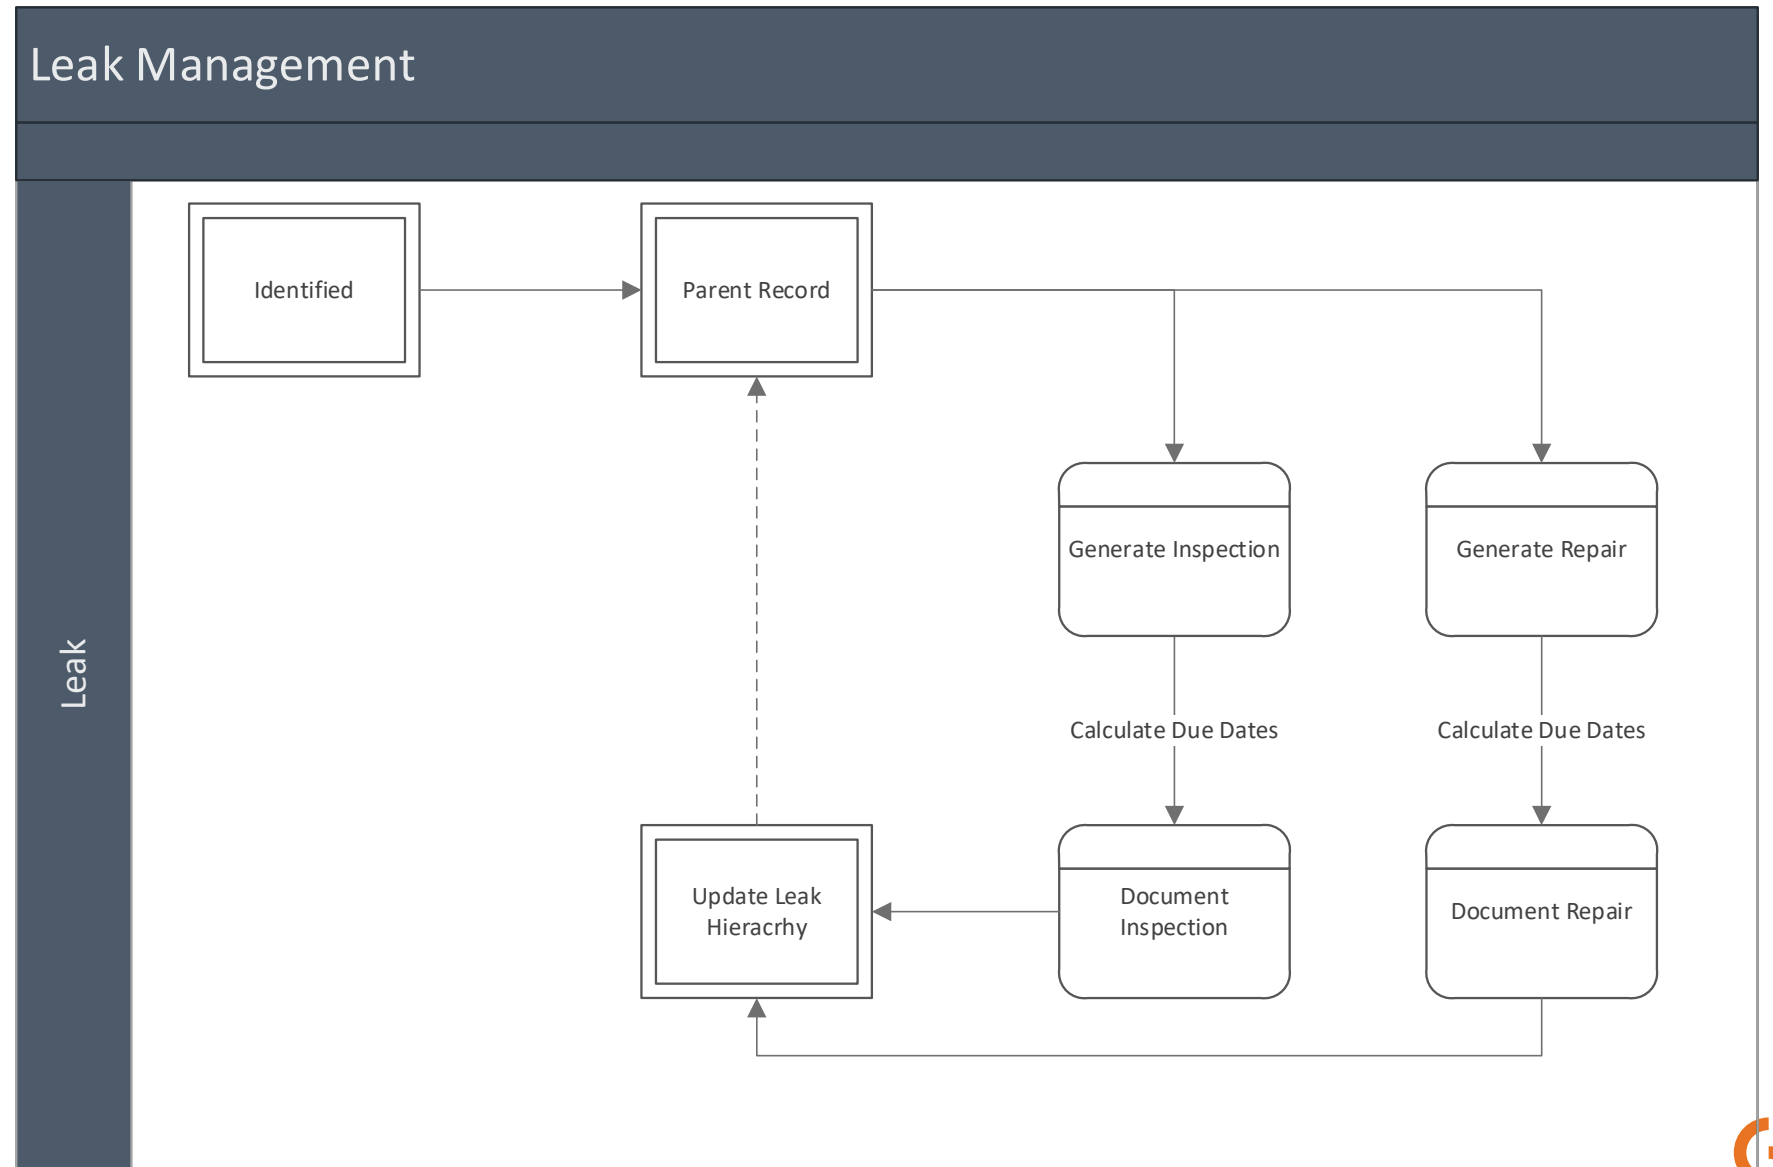 Leak Management
Leak
Identified
Parent Record
Generate Inspection
Generate Repair
Calculate Due Dates
Calculate Due Dates
Update Leak
Hieracrhy
Document
Inspection
Document Repair